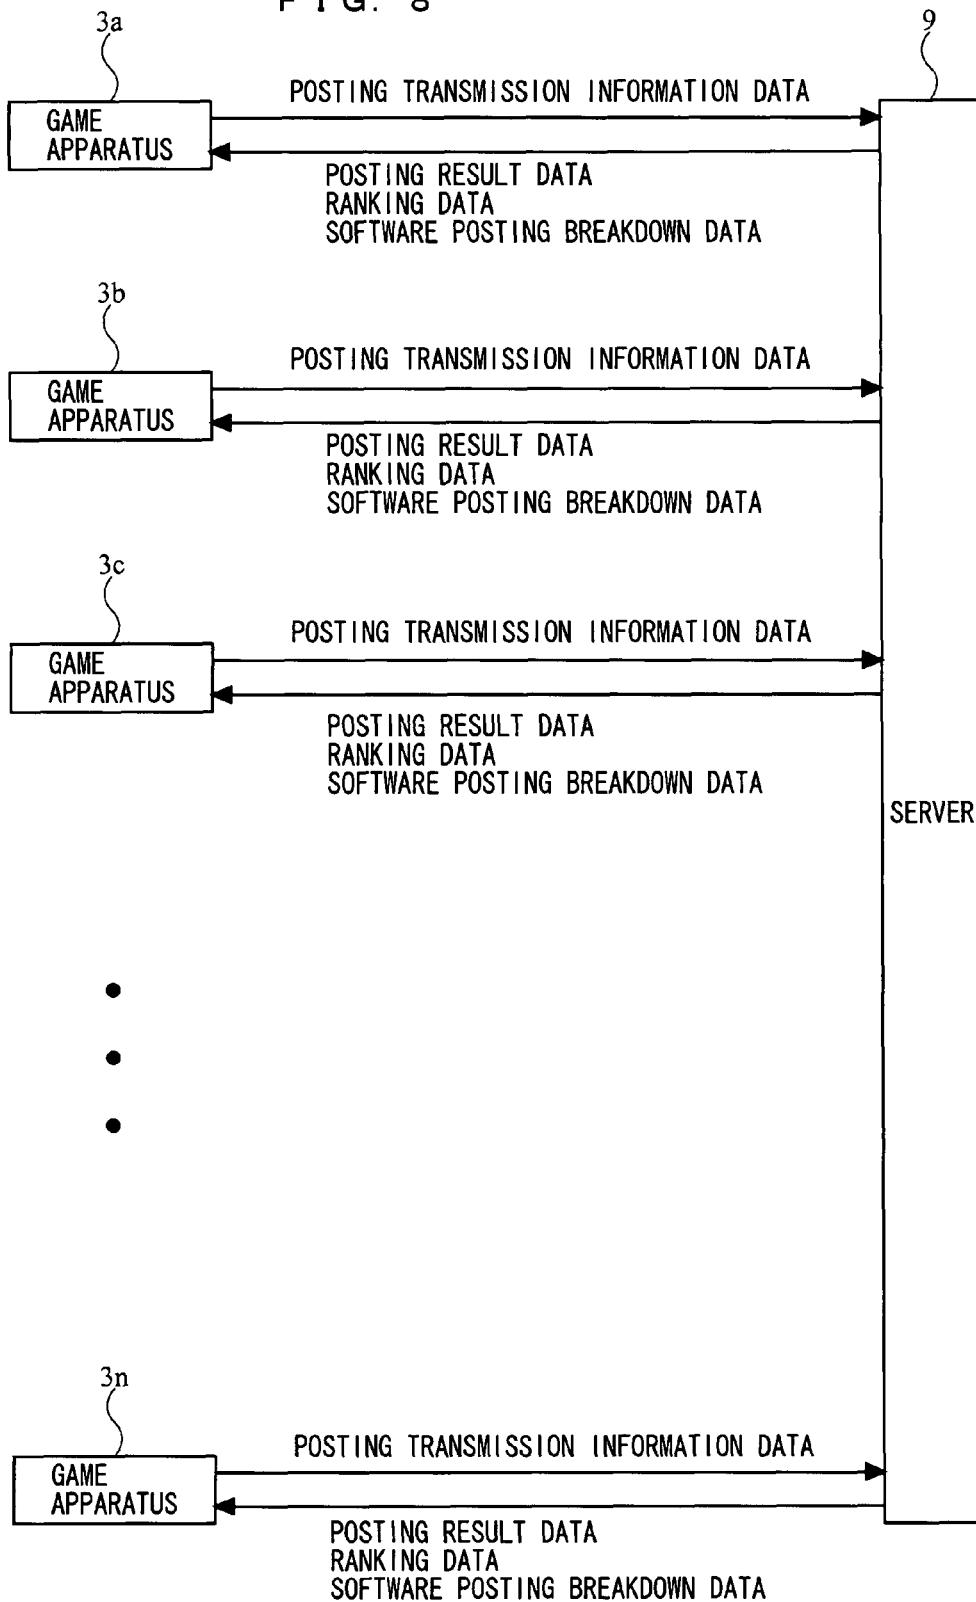 FIG. 8
3a
9
POSTING TRANSMISSION INFORMATION DATA
GAME
APPARATUS
POSTING RESULT DATA
RANKING DATA
SOFTWARE POSTING BREAKDOWN DATA
3b
POSTING TRANSMISSION INFORMATION DATA
GAME
APPARATUS
POSTING RESULT DATA
RANKING DATA
SOFTWARE POSTING BREAKDOWN DATA
3c
POSTING TRANSMISSION INFORMATION DATA
GAME
APPARATUS
POSTING RESULT DATA
RANKING DATA
SOFTWARE POSTING BREAKDOWN DATA
SERVER
3n
POSTING TRANSMISSION INFORMATION DATA
GAME
APPARATUS
POSTING RESULT DATA
RANKING DATA
SOFTWARE POSTING BREAKDOWN DATA